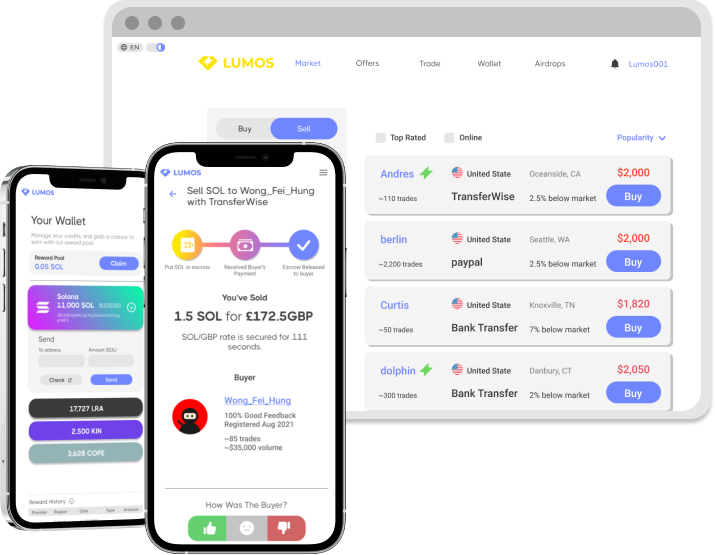 EN
LUMOS
Market
Offers
Trade
Wallet
Airdrops
Lumos001
Buy
Sell
Top Rated
Online
Popularity
Andres
United State
Oceanside, CA
$2,000
~110 trades
TransferWise
2.5% below market
Buy
berlin
United State
Seattle, WA
$2,000
~2,200 trades
paypal
2.5% below market
Buy
Curtis
United State
Knoxville, TN
$1,820
~50 trades
Bank Transfer
7% below market
Buy
dolphin
United State
Danbury, CT
$2,050
~300 trades
Bank Transfer
2% below market
Buy
LUMOS
Sell SOL to Wong_Fei_Hung
with TransferWise
Put SOL in escrow
Received Buyer's
Payment
Escrow Released
to buyer
You've Sold
1.5 SOL for £172.5GBP
SOL/GBP rate is secured for 111
seconds.
Buyer
Wong_Fei_Hung
100% Good Feedback
Registered Aug 2021
~85 trades
~$35,000 volume
How Was The Buyer?
LUMOS
Your Wallet
Manage your credits, and grab a chance to
earn with our reward pool.
Reward Pool
0.05 SOL
Claim
Solana
11,000 SOL
Send
To address
Amount (SOL)
Check
Send
17,727 LRA
2,500 KIN
3,628 COPE
Reward History
Provider
Region
Date
Type
Amount